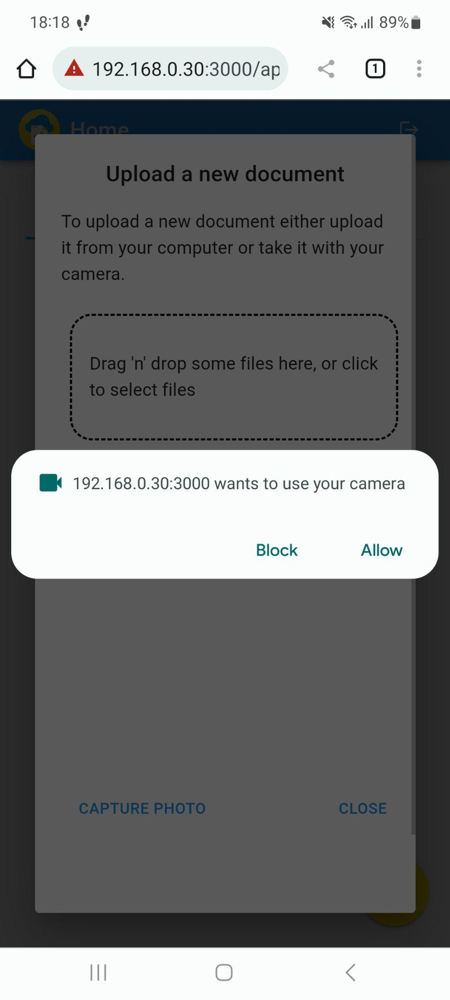 18:18
89%
192.168.0.30:3000/ap
1
Home
Upload a new document
To upload a new document either upload
it from your computer or take it with your
camera.
Drag 'n' drop some files here, or click
to select files
192.168.0.30:3000 wants to use your camera
Block Allow
CAPTURE PHOTO CLOSE